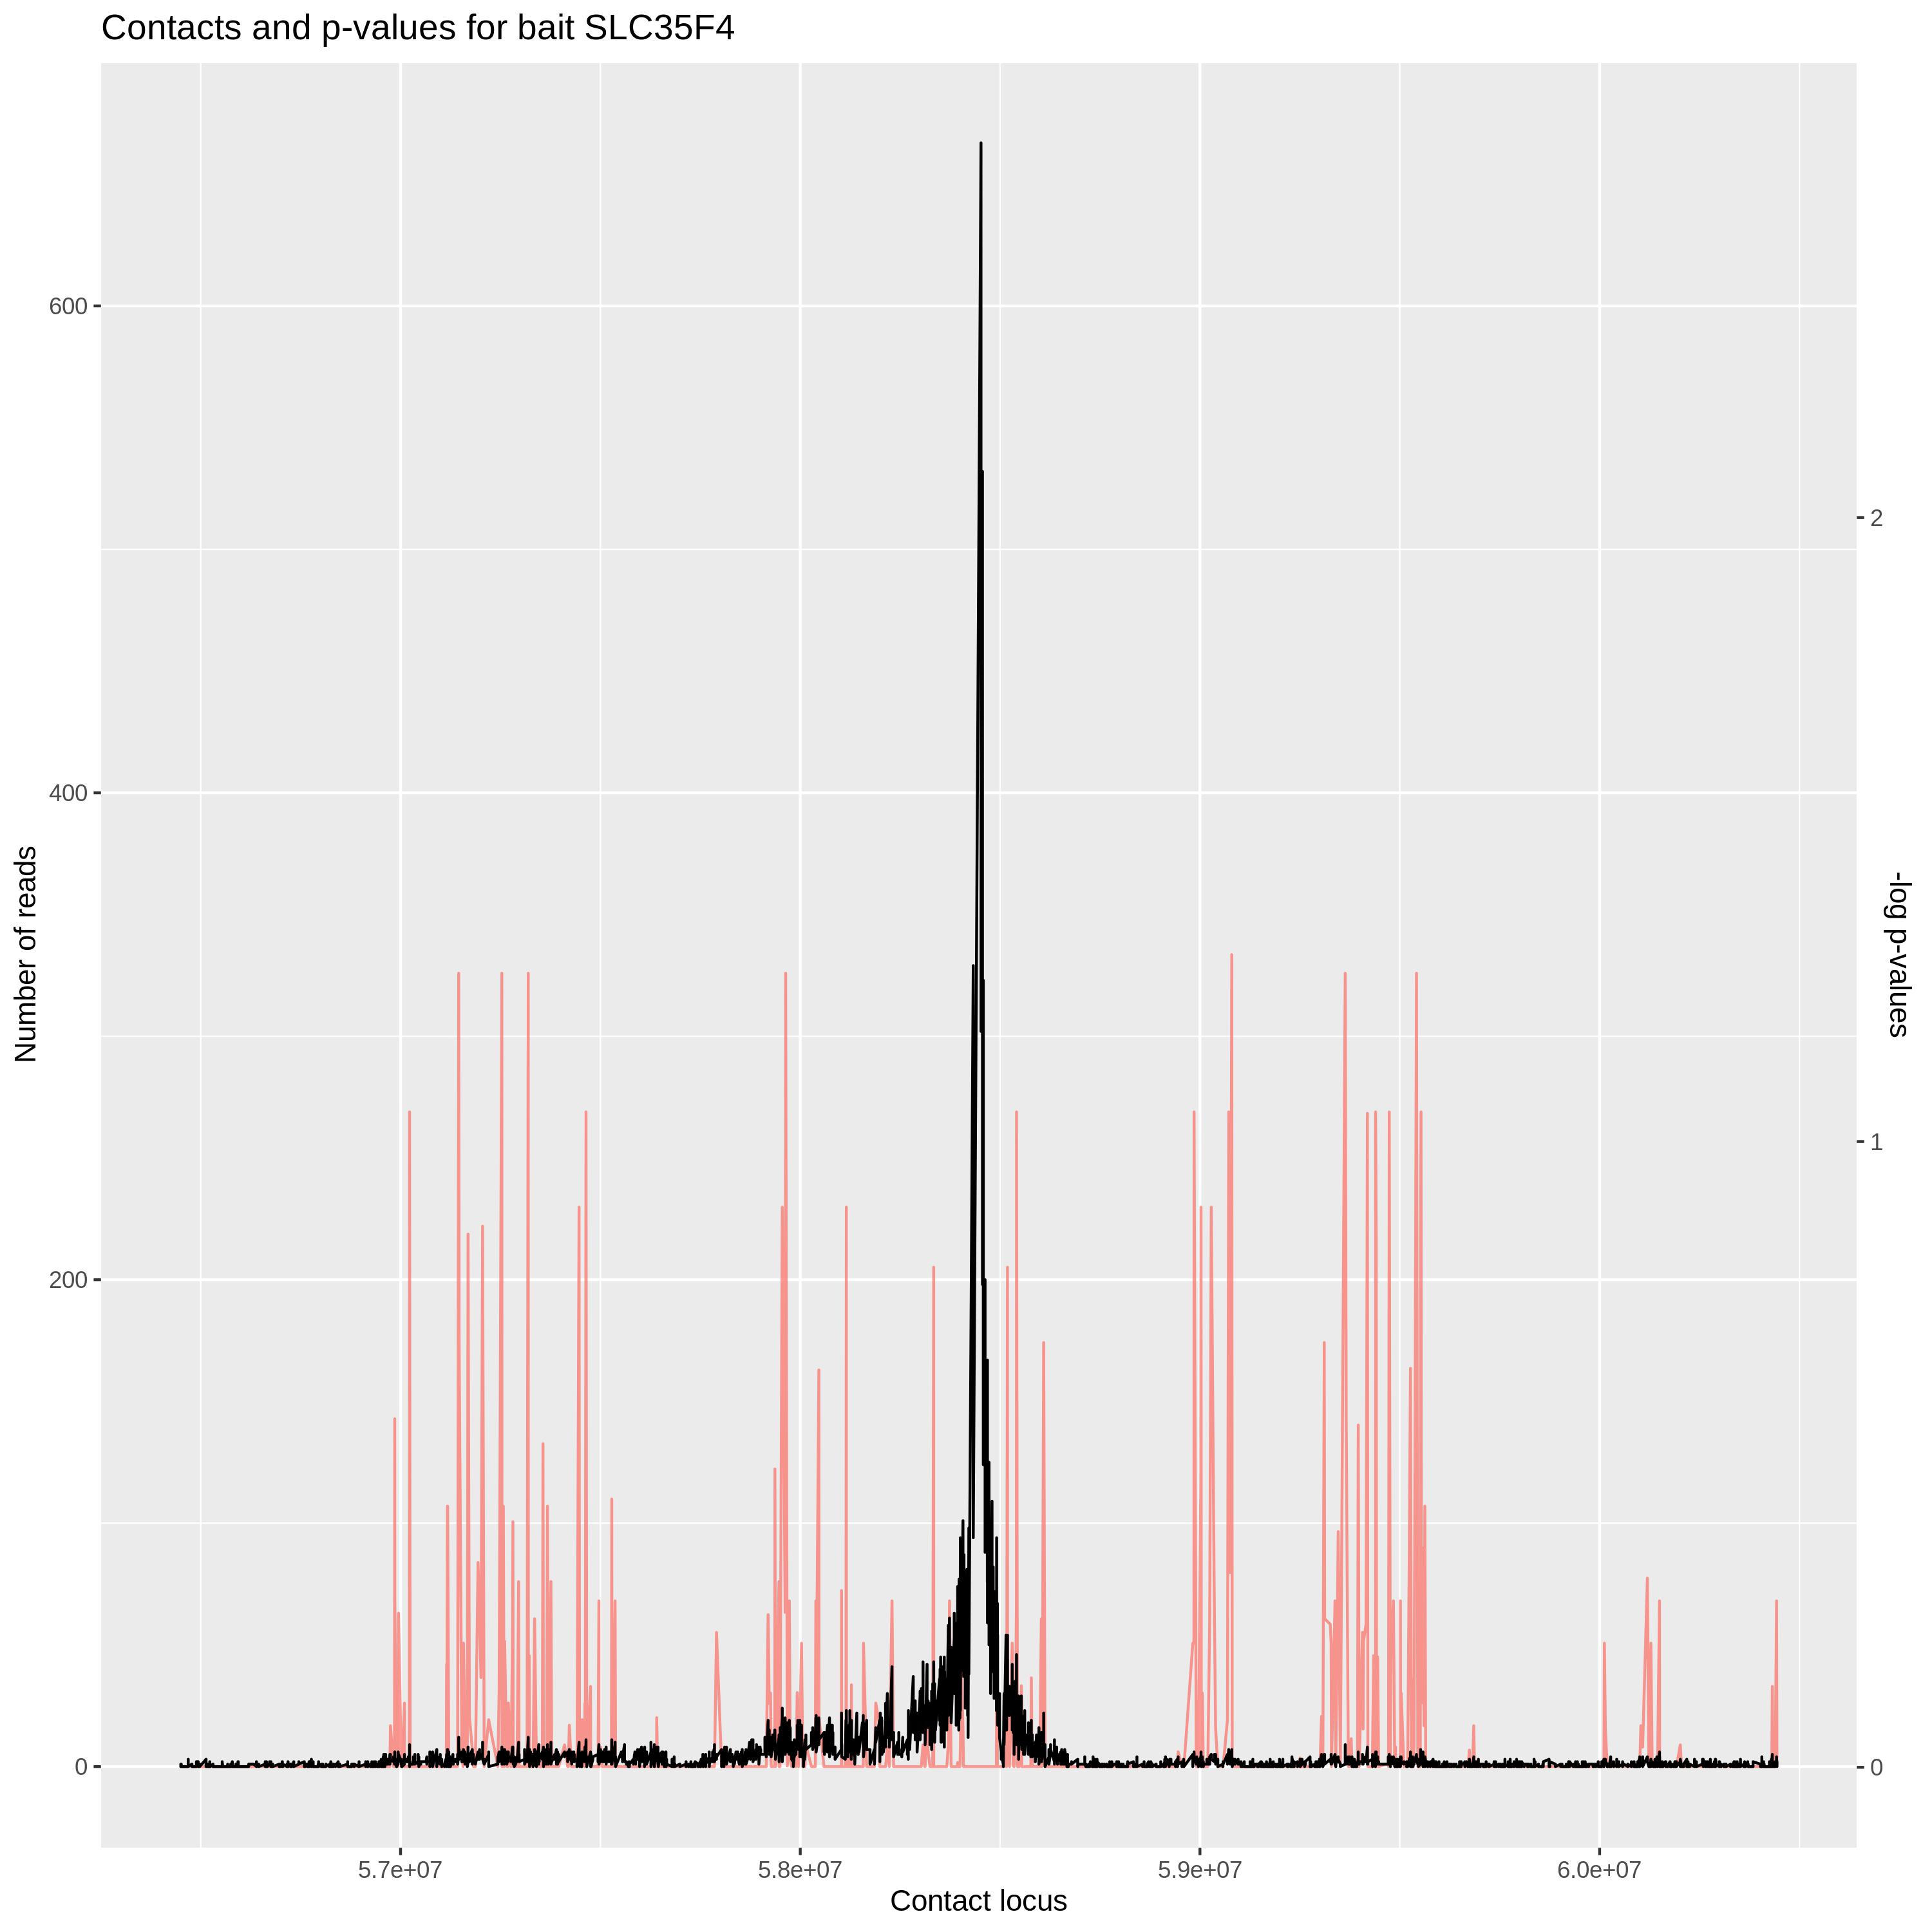 Contacts and p-values for bait SLC35F4
600
400
200
0
Number of reads
2
1
0
-log p-values
5.7e+07
5.8e+07
5.9e+07
6.0e+07
Contact locus